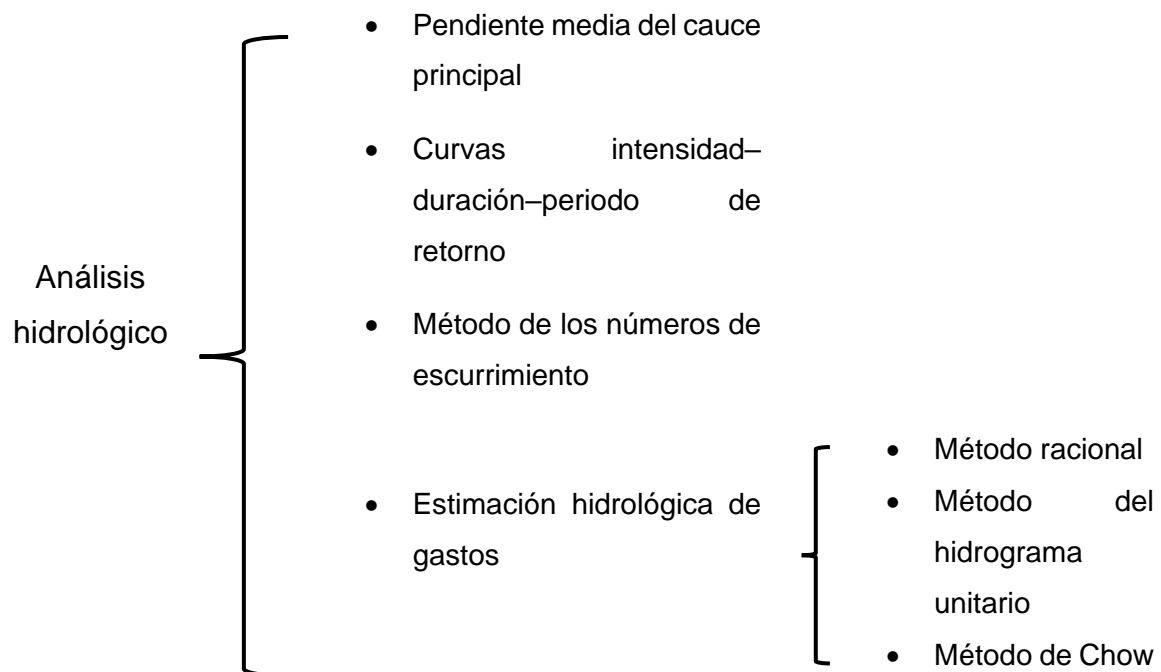 Análisis
hidrológico
• Pendiente media del cauce
principal
• Curvas intensidad–
duración–periodo de
retorno
• Método de los números de
escurrimiento
• Estimación hidrológica de
gastos
• Método racional
• Método del
hidrograma
unitario
• Método de Chow